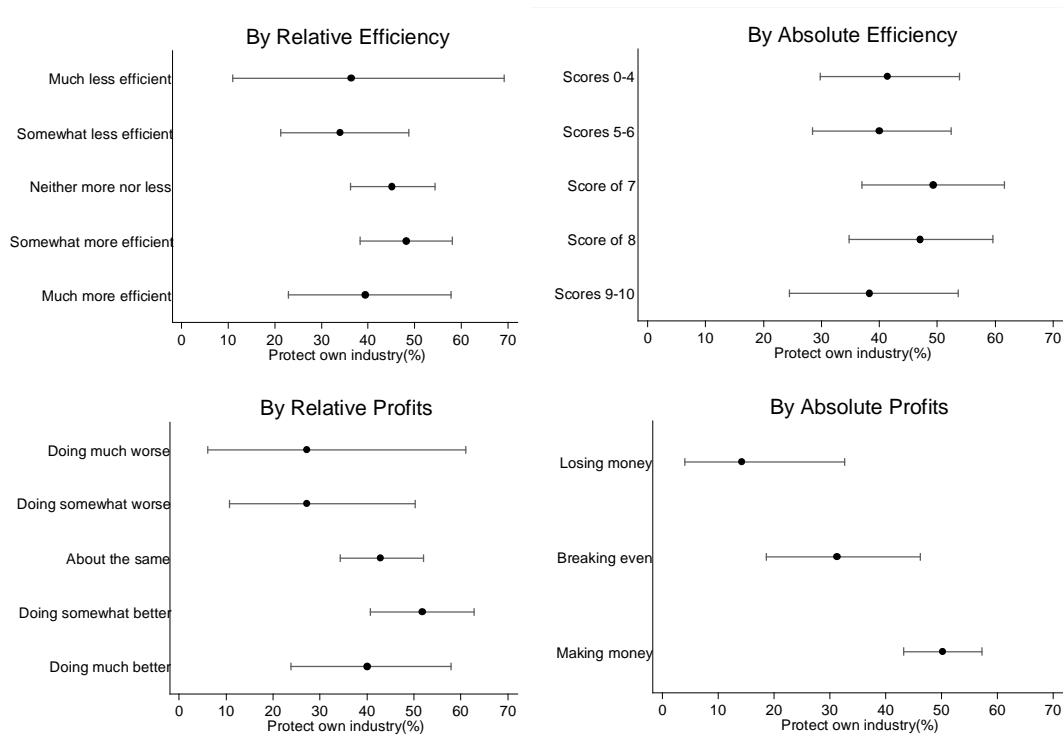 By Relative Efficiency
Much less efficient
Somewhat less efficient
Neither more nor less
Somewhat more efficient
Much more efficient
0 10 20 30 40 50 60 70
Protect own industry(%)
By Absolute Efficiency
Scores 0-4
Scores 5-6
Score of 7
Score of 8
Scores 9-10
0 10 20 30 40 50 60 70
Protect own industry(%)
By Relative Profits
Doing much worse
Doing somewhat worse
About the same
Doing somewhat better
Doing much better
0 10 20 30 40 50 60 70
Protect own industry(%)
By Absolute Profits
Losing money
Breaking even
Making money
0 10 20 30 40 50 60 70
Protect own industry(%)